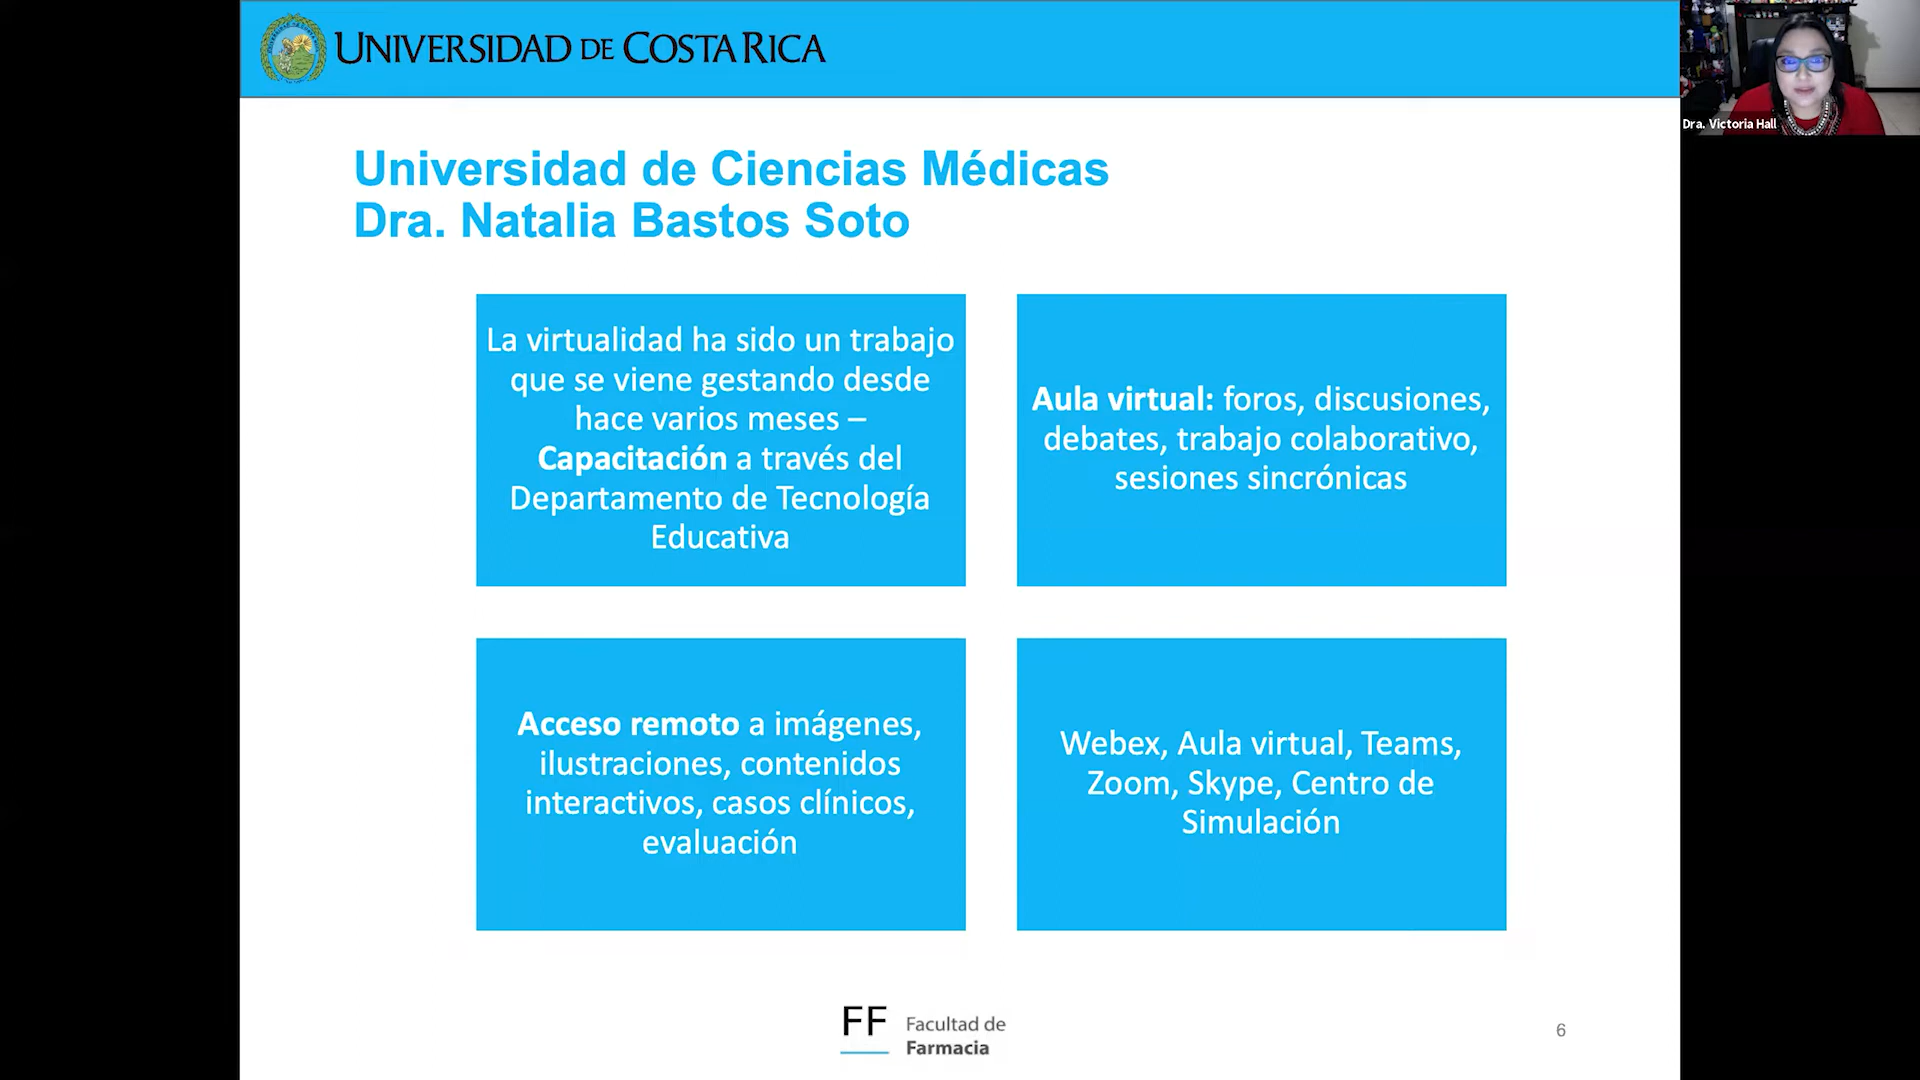 UNIVERSIDAD DE COSTA RICA
Dra. Victoria Hall
Universidad de Ciencias Médicas
Dra. Natalia Bastos Soto
La virtualidad ha sido un trabajo
que se viene gestando desde
hace varios meses –
Capacitación a través del
Departamento de Tecnología
Educativa
Aula virtual: foros, discusiones,
debates, trabajo colaborativo,
sesiones sincrónicas
Acceso remoto a imágenes,
ilustraciones, contenidos
interactivos, casos clínicos,
evaluación
Webex, Aula virtual, Teams,
Zoom, Skype, Centro de
Simulación
FF
Facultad de
Farmacia
6